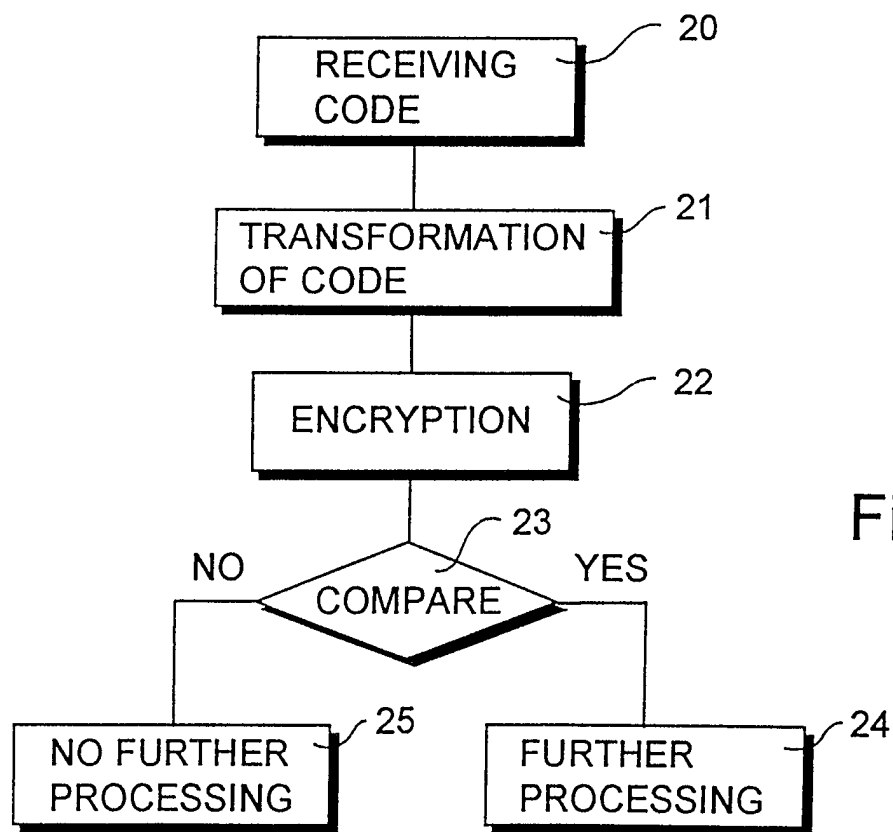 20
RECEIVING
CODE
21
TRANSFORMATION
OF CODE
22
ENCRYPTION
23
NO
YES
COMPARE
25
NO FURTHER
PROCESSING
24
FURTHER
PROCESSING